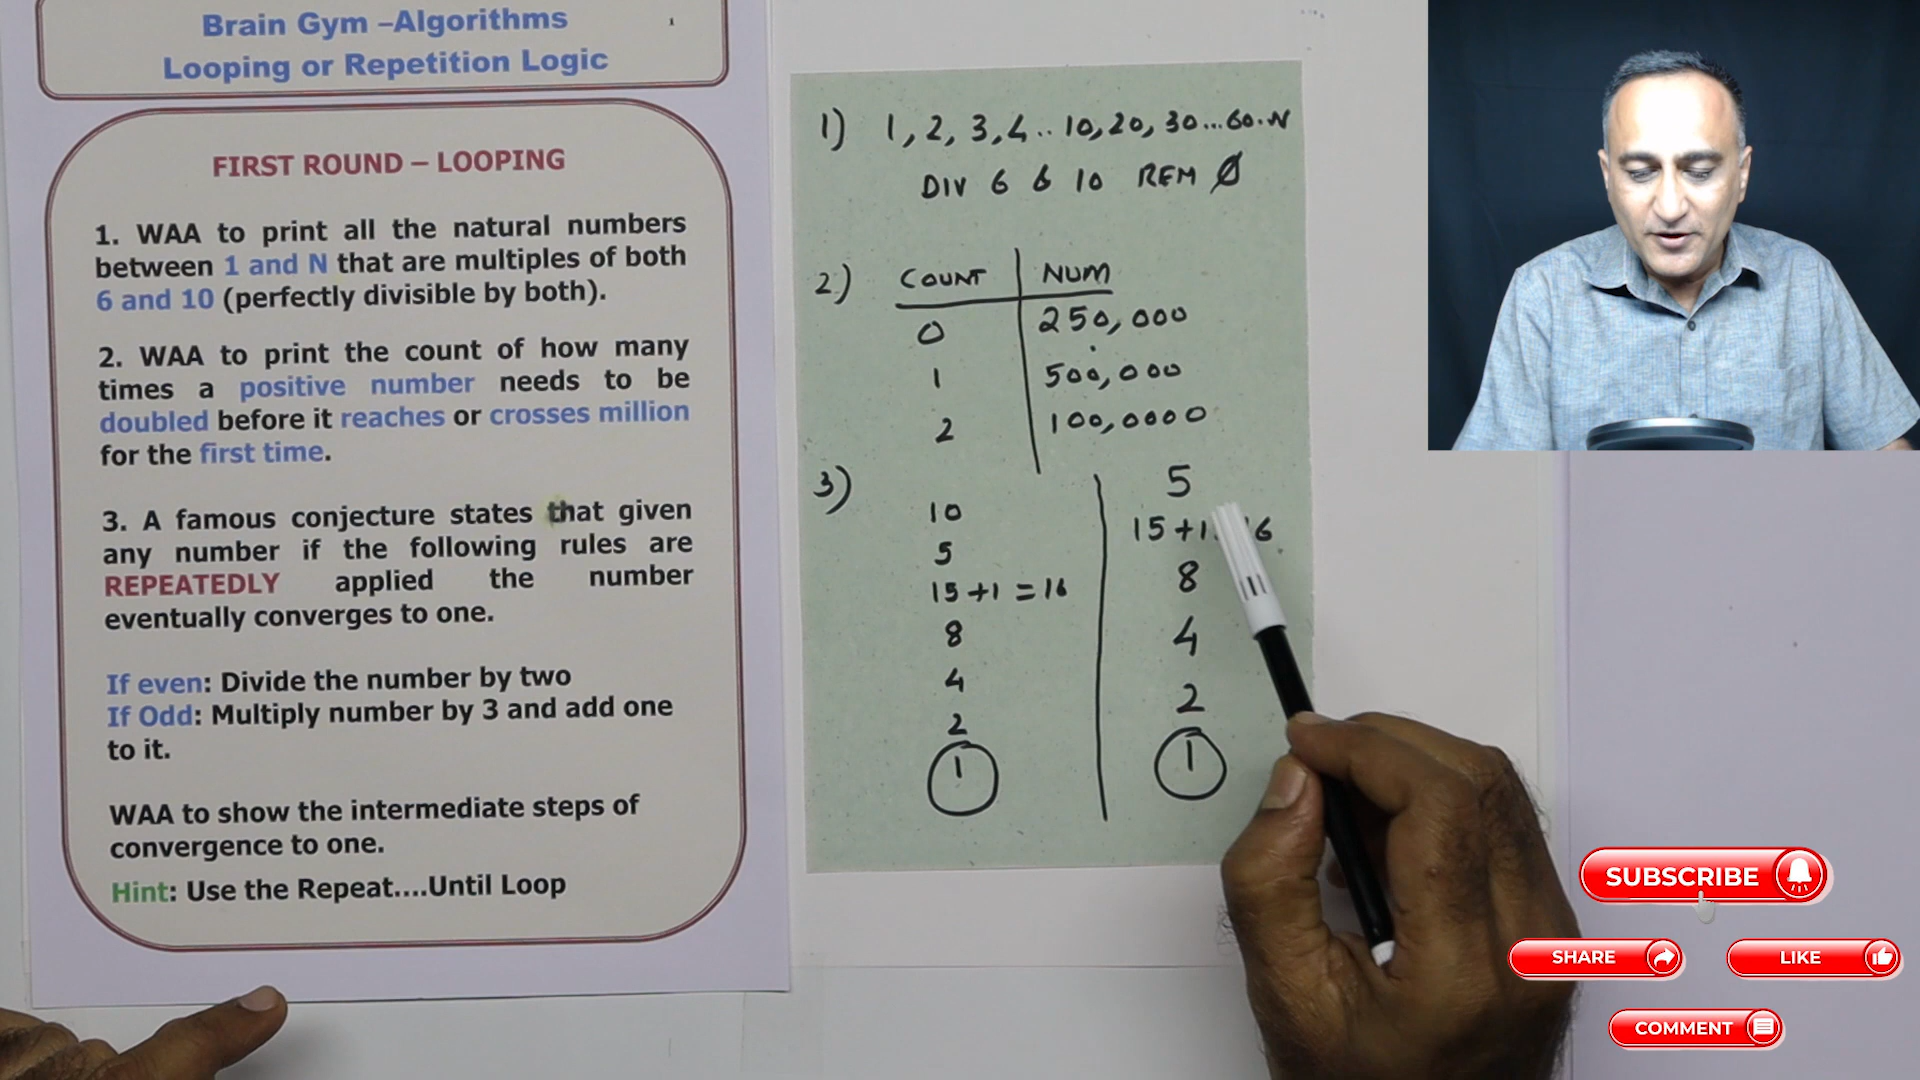 Brain Gym –Algorithms
Looping or Repetition Logic
FIRST ROUND – LOOPING
1. WAA to print all the natural numbers
between 1 and N that are multiples of both
6 and 10 (perfectly divisible by both).
2. WAA to print the count of how many
times a positive number needs to be
doubled before it reaches or crosses million
for the first time.
3. A famous conjecture states that given
any number if the following rules are
REPEATEDLY applied the number
eventually converges to one.
If even: Divide the number by two
If Odd: Multiply number by 3 and add one
to it.
WAA to show the intermediate steps of
convergence to one.
Hint: Use the Repeat....Until Loop
1) 1, 2, 3, 4.. 10, 20, 30...60.N
DIV 6 & 10 REM 0
2) COUNT NUM
0 250,000
1 500,000
2 100,0000
3)
10
5
15+1=16
8
4
2
1
5
15+1 16
8
4
2
1
SUBSCRIBE
SHARE
LIKE
COMMENT